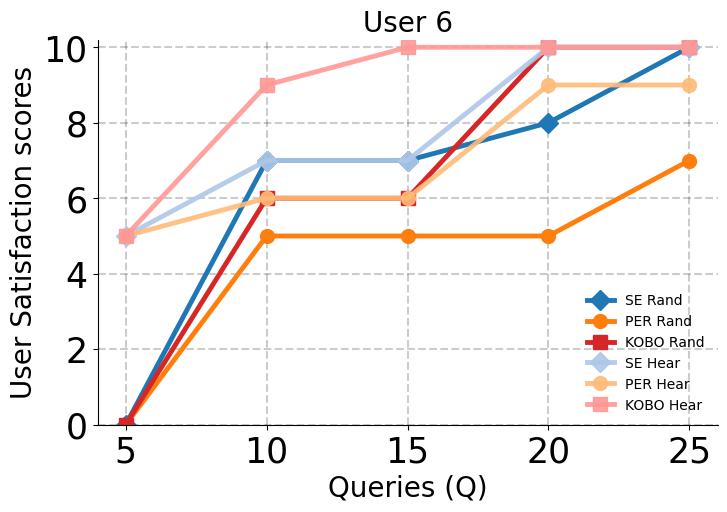 User 6
User Satisfaction scores
10
8
6
4
2
0
5 10 15 20 25
Queries (Q)
SE Rand
PER Rand
KOBO Rand
SE Hear
PER Hear
KOBO Hear